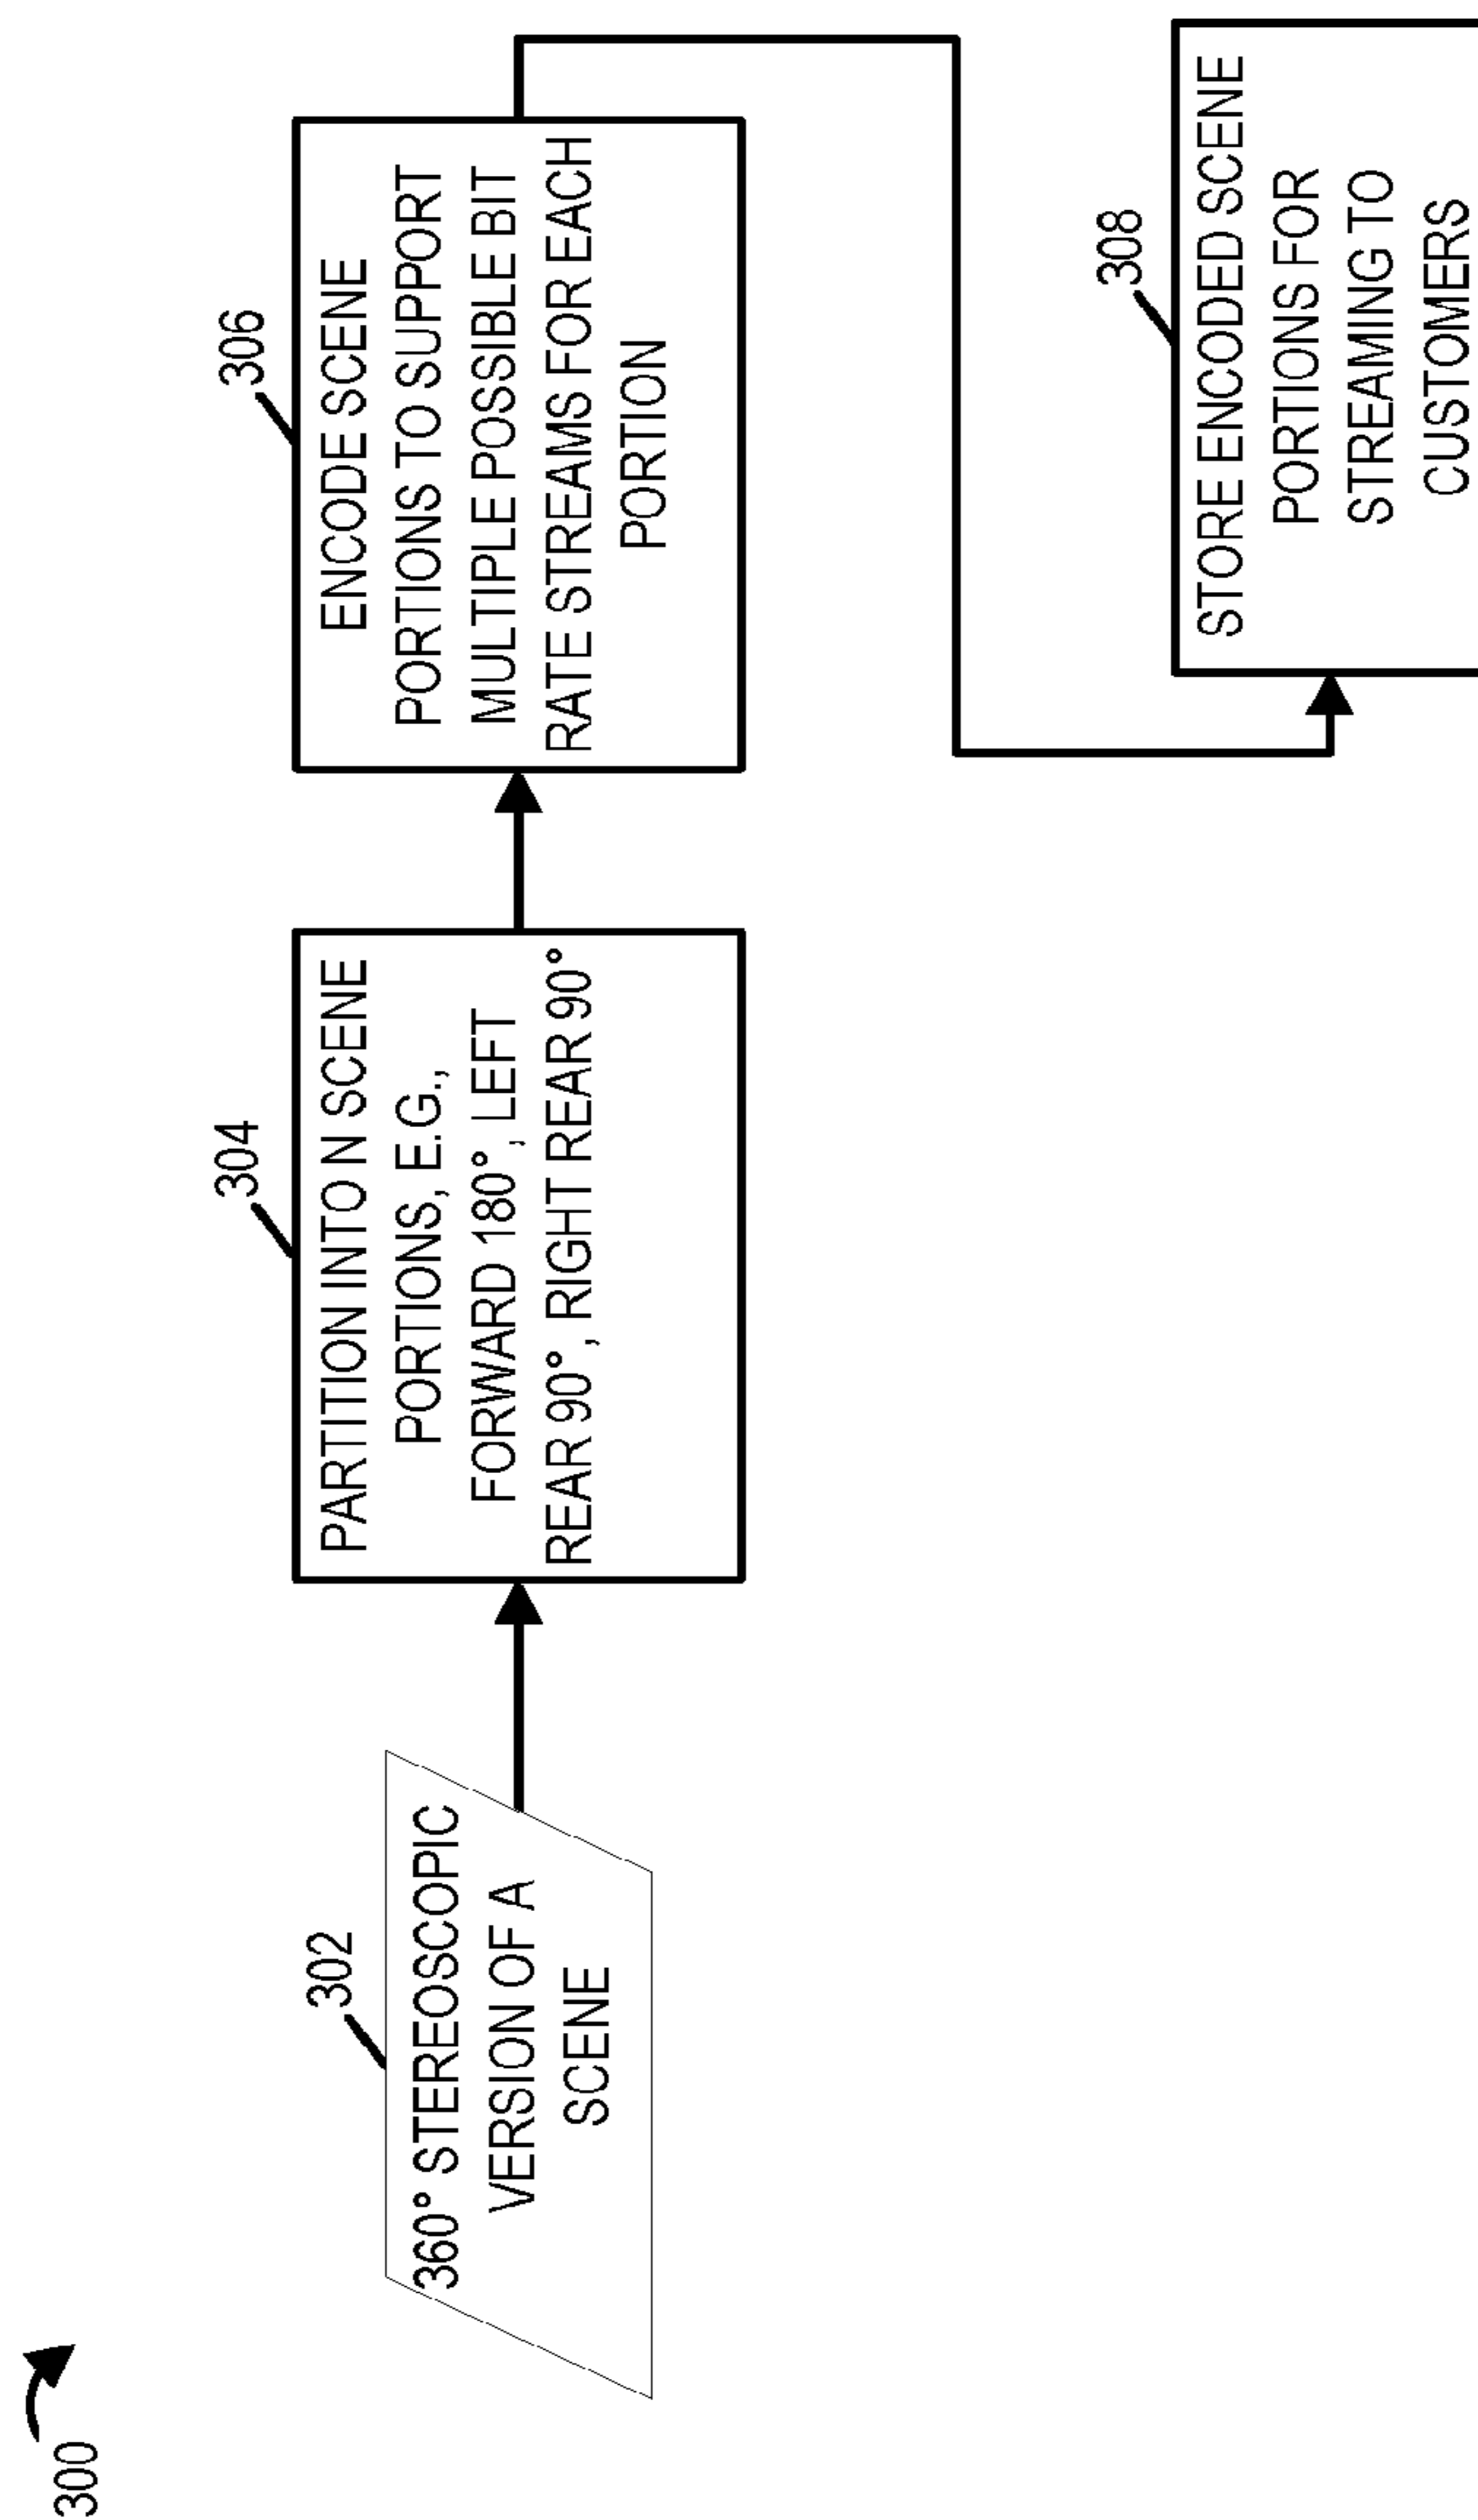 300
302
360° STEREOSCOPIC
VERSION OF A
SCENE
304
PARTITION INTO N SCENE
PORTIONS, E.G.,
FORWARD 180°, LEFT
REAR 90°, RIGHT REAR 90°
306
ENCODE SCENE
PORTIONS TO SUPPORT
MULTIPLE POSSIBLE BIT
RATE STREAMS FOR EACH
PORTION
308
STORE ENCODED SCENE
PORTIONS FOR
STREAMING TO
CUSTOMERS